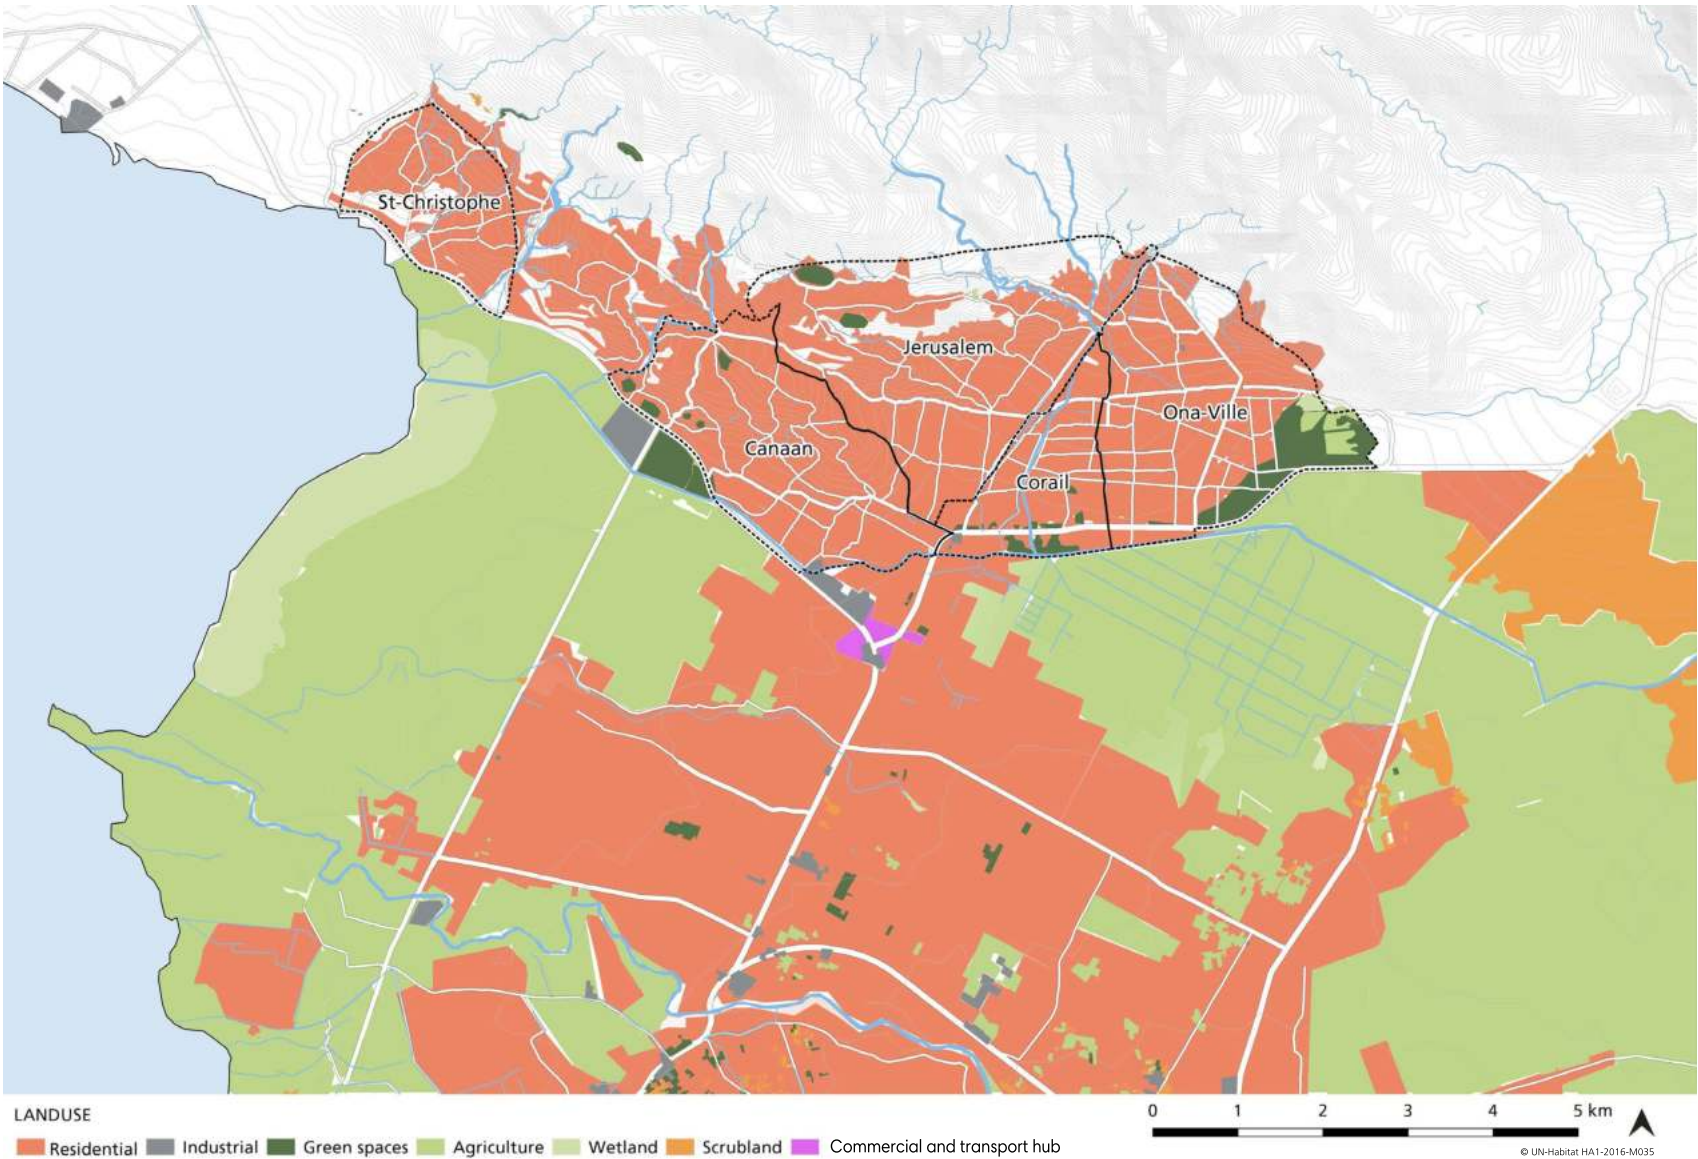 St-Christophe
Jerusalem
Ona-Ville
Canaan
Corail
LANDUSE
0 1 2 3 4 5 km
Residential Industrial Green spaces Agriculture Wetland Scrubland Commercial and transport hub
© UN-Habitat HA1-2016-M035